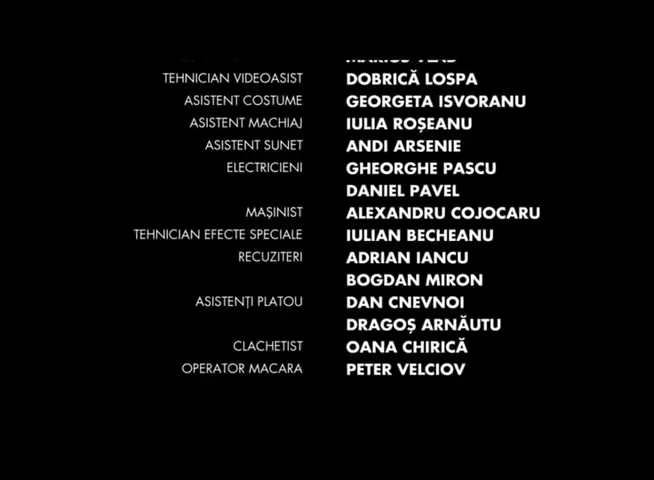 TEHNICIAN VIDEOASIST DOBRICĂ LOSPA
ASISTENT COSTUME GEORGETA ISVORANU
ASISTENT MACHIAJ IULIA ROȘEANU
ASISTENT SUNET ANDI ARSENIE
ELECTRICIENI GHEORGHE PASCU
DANIEL PAVEL
MAȘINIST ALEXANDRU COJOCARU
TEHNICIAN EFECTE SPECIALE IULIAN BECHEANU
RECUZITERI ADRIAN IANCU
BOGDAN MIRON
ASISTENȚI PLATOU DAN CNEVNOI
DRAGOȘ ARNĂUTU
CLACHETIST OANA CHIRICĂ
OPERATOR MACARA PETER VELCIOV